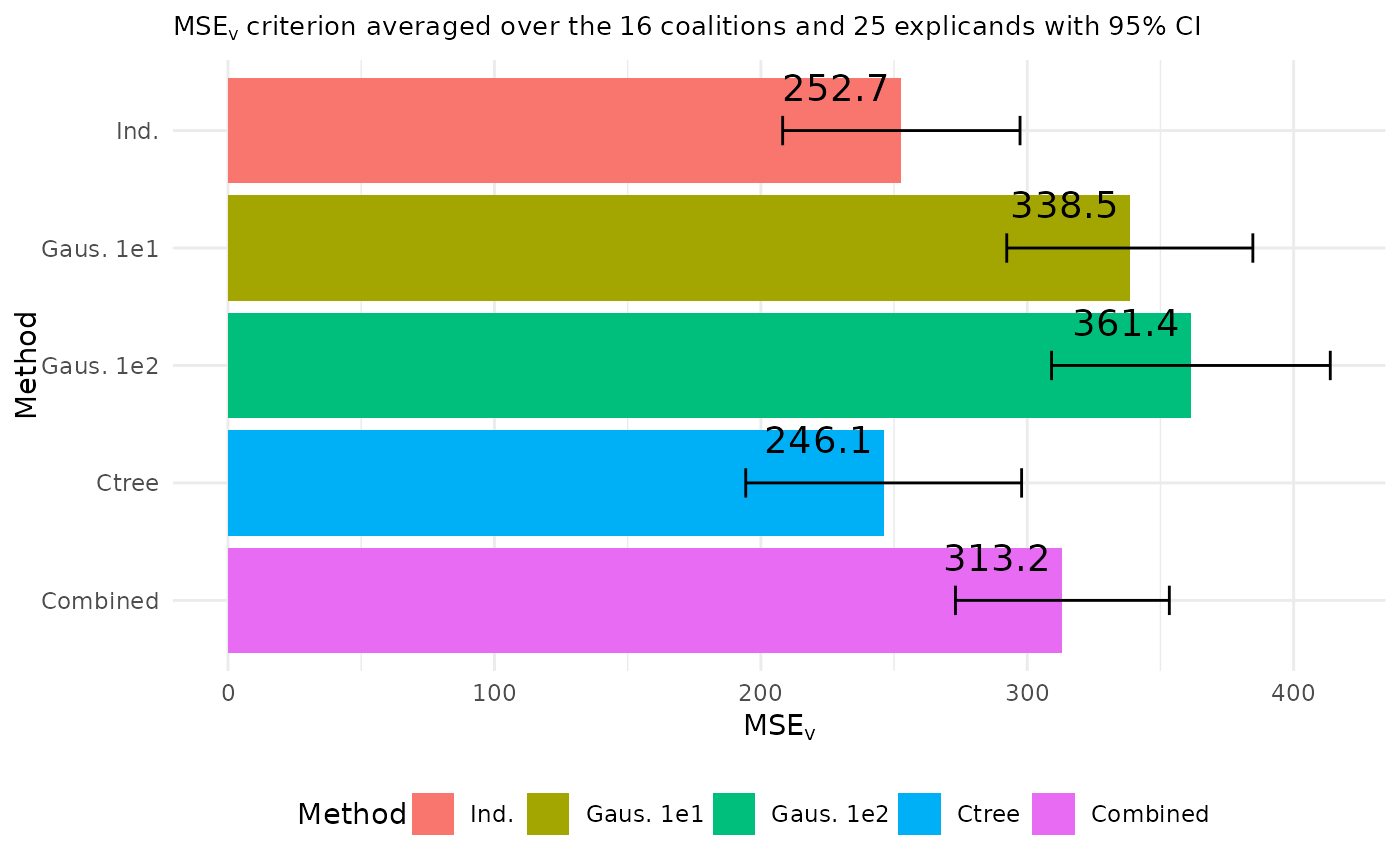 MSEv criterion averaged over the 16 coalitions and 25 explicands with 95% CI
Method
Ind.
252.7
Gaus. 1e1
338.5
Gaus. 1e2
361.4
Ctree
246.1
Combined
313.2
0 100 200 300 400
MSEv
Method Ind. Gaus. 1e1 Gaus. 1e2 Ctree Combined